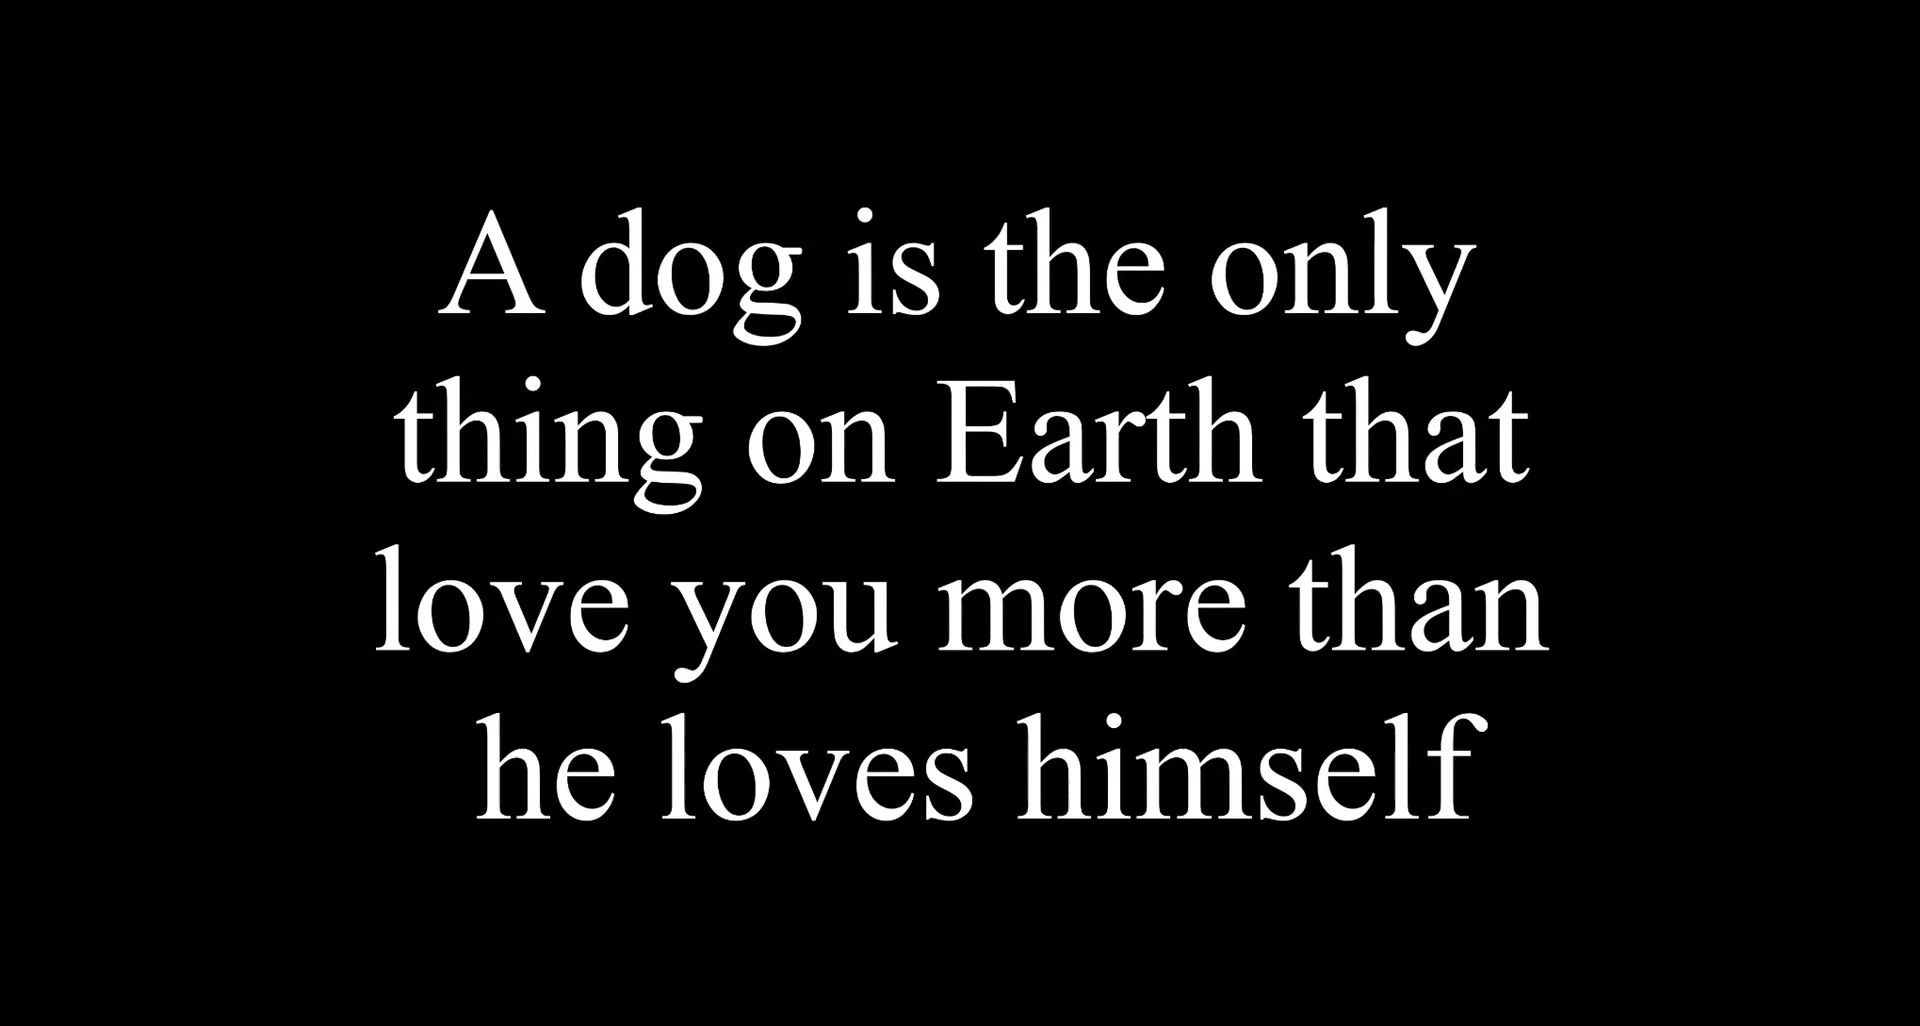 A dog is the only
thing on Earth that
love you more than
he loves himself